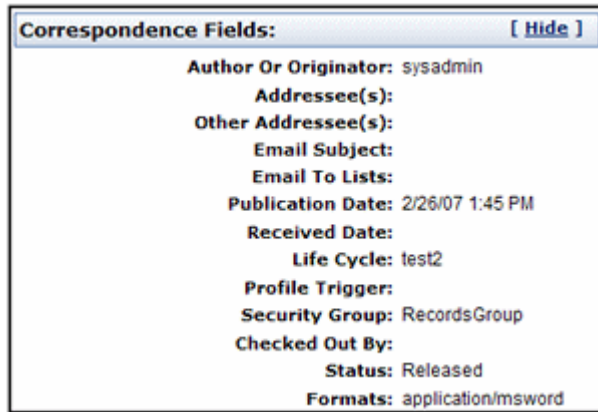 Correspondence Fields: [ Hide ]
Author Or Originator: sysadmin
Addressee(s):
Other Addressee(s):
Email Subject:
Email To Lists:
Publication Date: 2/26/07 1:45 PM
Received Date:
Life Cycle: test2
Profile Trigger:
Security Group: RecordsGroup
Checked Out By:
Status: Released
Formats: application/msword